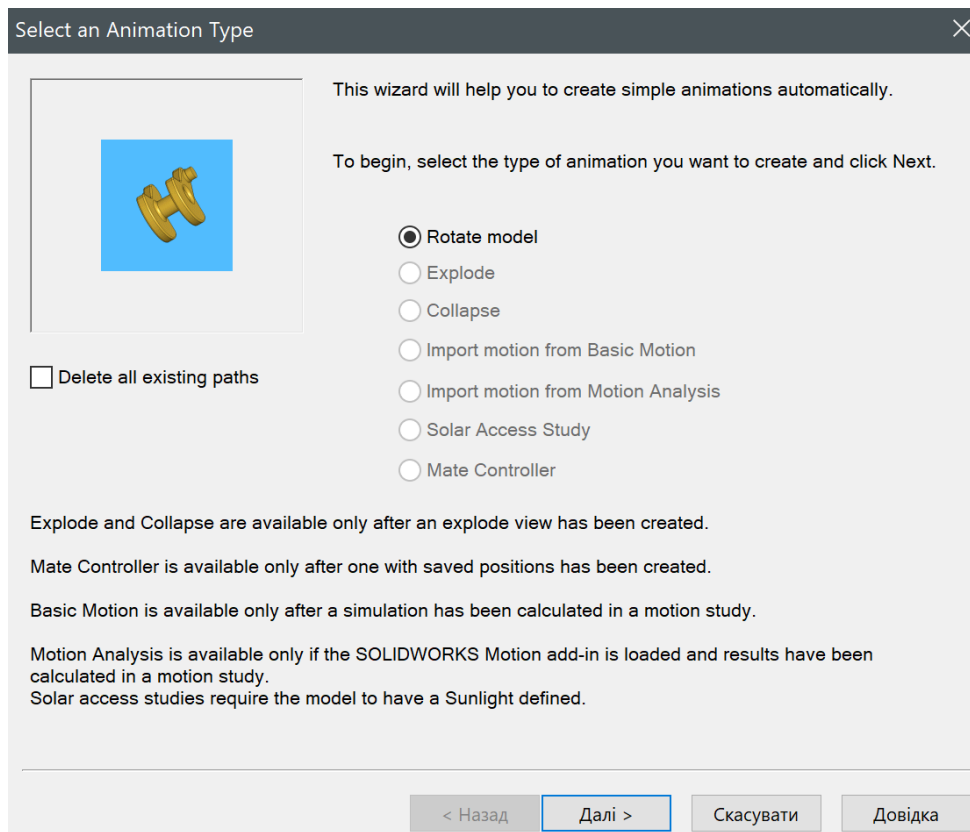 Select an Animation Type
This wizard will help you to create simple animations automatically.
To begin, select the type of animation you want to create and click Next.
Rotate model
Explode
Collapse
Import motion from Basic Motion
Delete all existing paths
Import motion from Motion Analysis
Solar Access Study
Mate Controller
Explode and Collapse are available only after an explode view has been created.
Mate Controller is available only after one with saved positions has been created.
Basic Motion is available only after a simulation has been calculated in a motion study.
Motion Analysis is available only if the SOLIDWORKS Motion add-in is loaded and results have been
calculated in a motion study.
Solar access studies require the model to have a Sunlight defined.
< Назад Далі > Скасувати Довідка